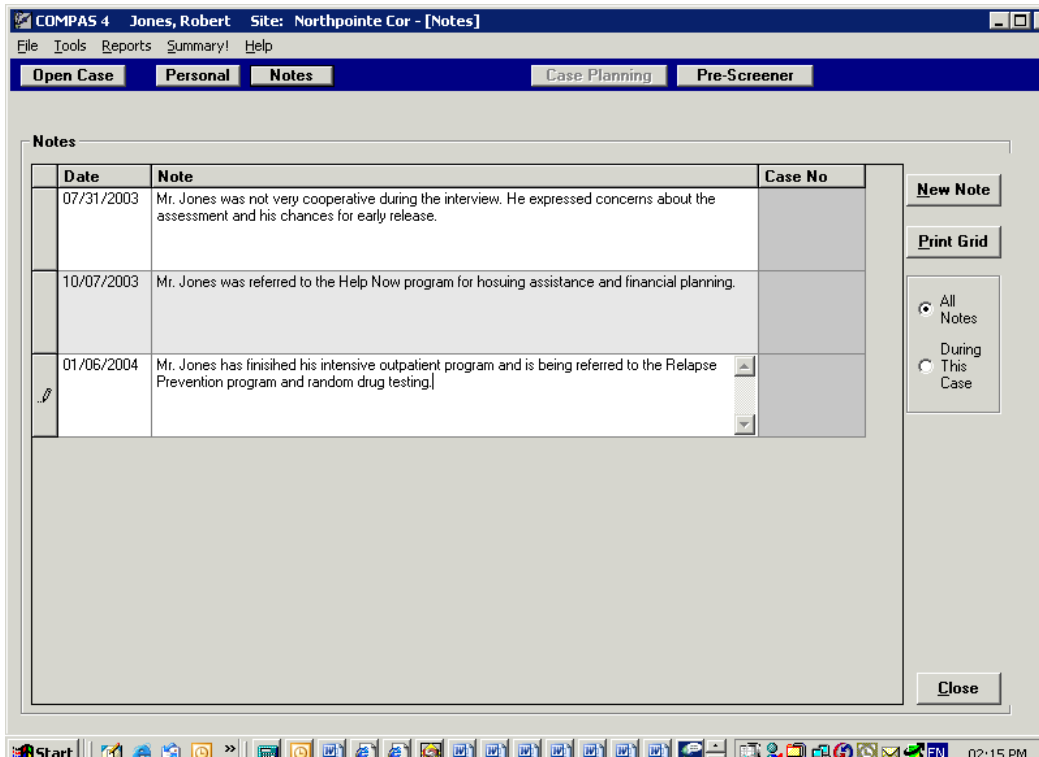 COMPAS 4 Jones, Robert Site: Northpointe Cor - [Notes]
File Tools Reports Summary! Help
Open Case Personal Notes Case Planning Pre-Screener
Notes
Date Note Case No
07/31/2003 Mr. Jones was not very cooperative during the interview. He expressed concerns about the
assessment and his chances for early release.
10/07/2003 Mr. Jones was referred to the Help Now program for hosuing assistance and financial planning.
01/06/2004 Mr. Jones has finisihed his intensive outpatient program and is being referred to the Relapse
Prevention program and random drug testing.
New Note
Print Grid
All
Notes
During
This
Case
Close
Start EN 02:15 PM